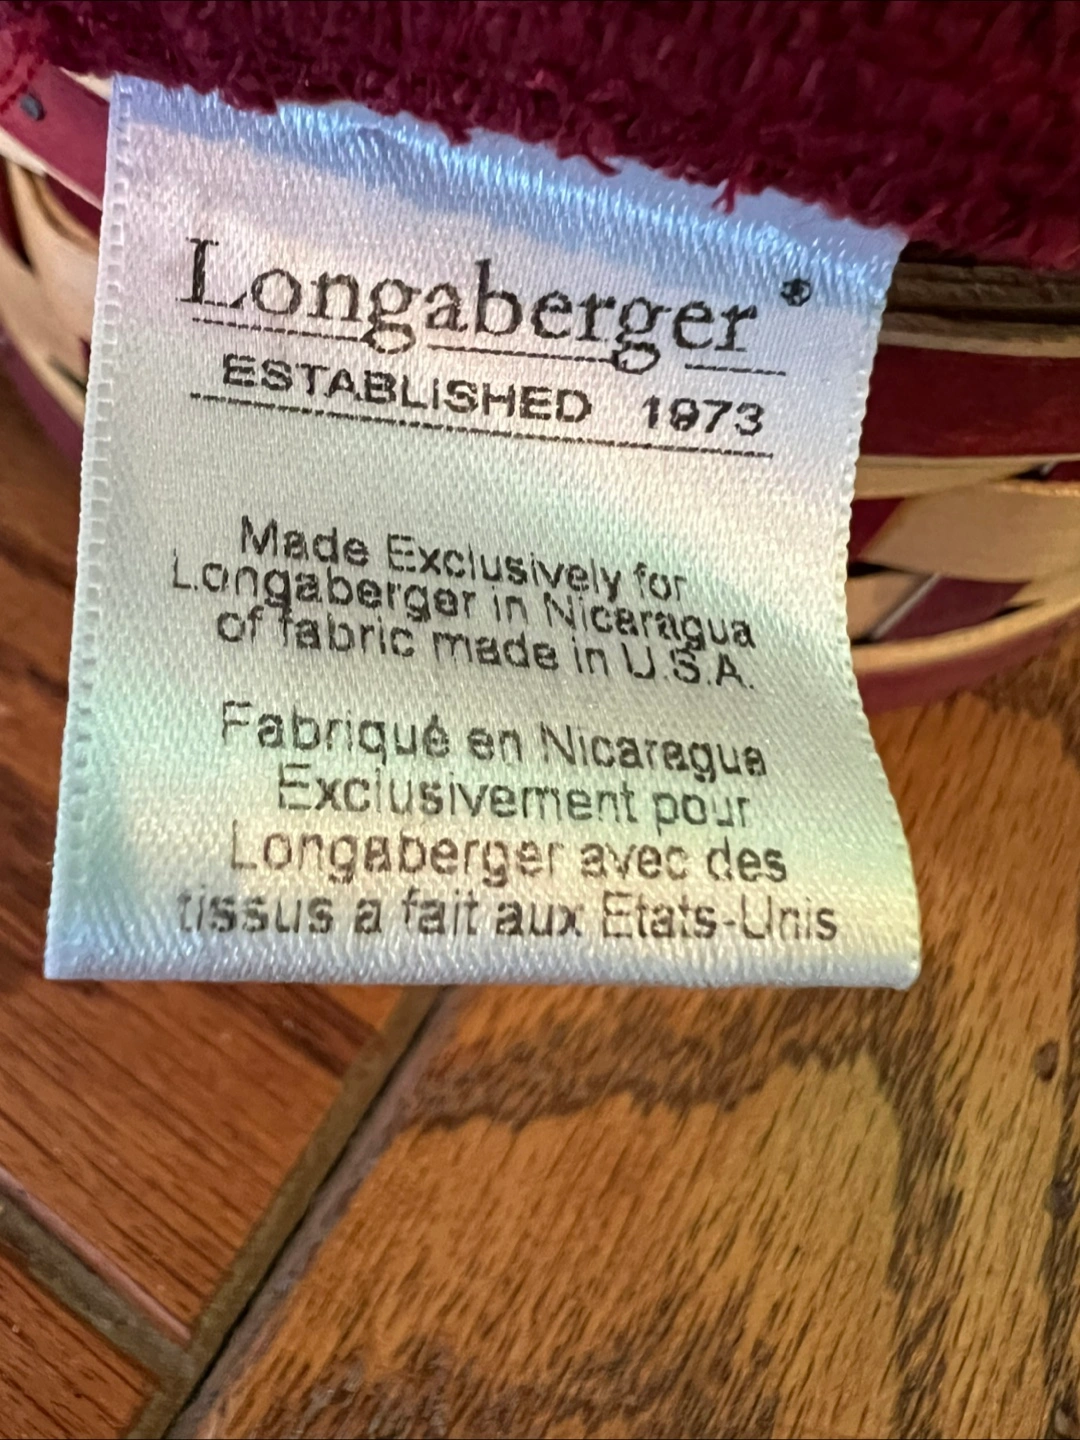 Longaberger®
ESTABLISHED 1973
Made Exclusively for
Longaberger in Nicaragua
of fabric made in U.S.A.
Fabriqué en Nicaragua
Exclusivement pour
Longaberger avec des
tissus a fait aux Etats-Unis